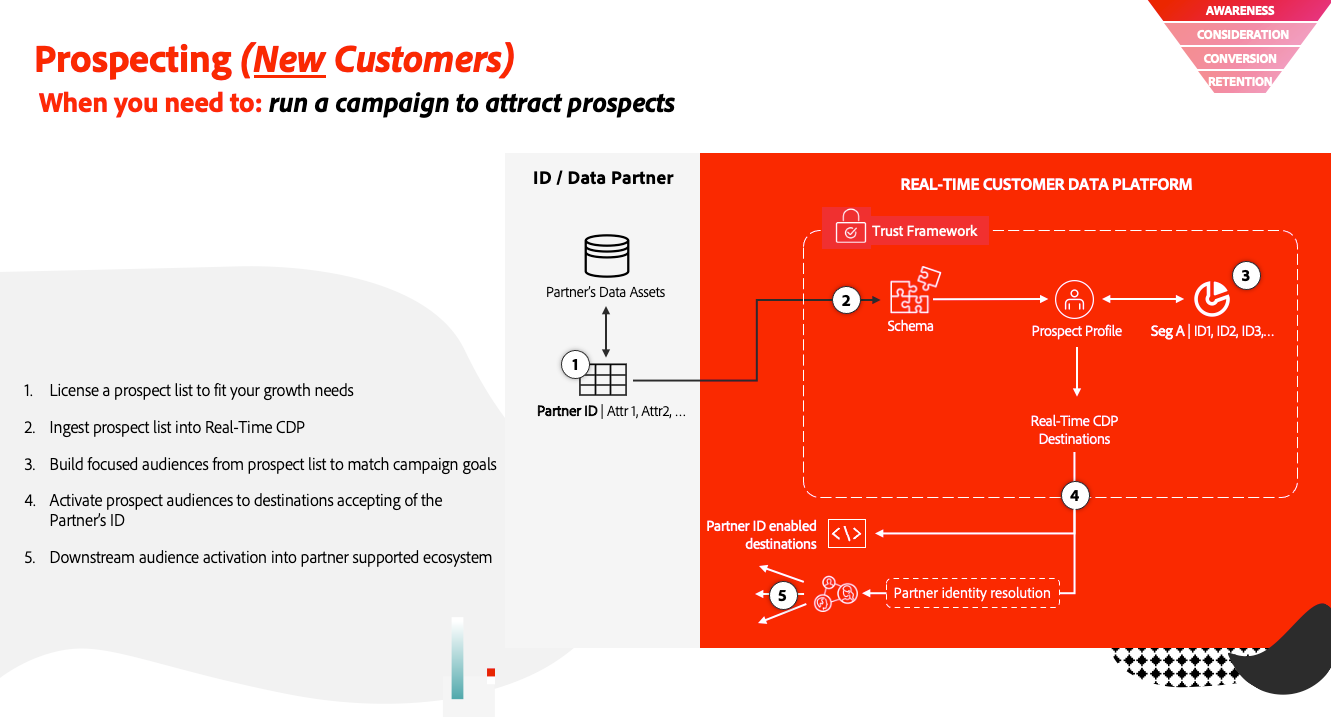 AWARENESS
CONSIDERATION
CONVERSION
RETENTION
Prospecting (New Customers)
When you need to: run a campaign to attract prospects
1. License a prospect list to fit your growth needs
2. Ingest prospect list into Real-Time CDP
3. Build focused audiences from prospect list to match campaign goals
4. Activate prospect audiences to destinations accepting of the
Partner's ID
5. Downstream audience activation into partner supported ecosystem
ID / Data Partner
Partner's Data Assets
1
Partner ID | Attr 1, Attr2, ...
REAL-TIME CUSTOMER DATA PLATFORM
Trust Framework
2
Schema
Prospect Profile
3
Seg A | ID1, ID2, ID3,...
Real-Time CDP
Destinations
4
Partner ID enabled
destinations
<\>
5
Partner identity resolution